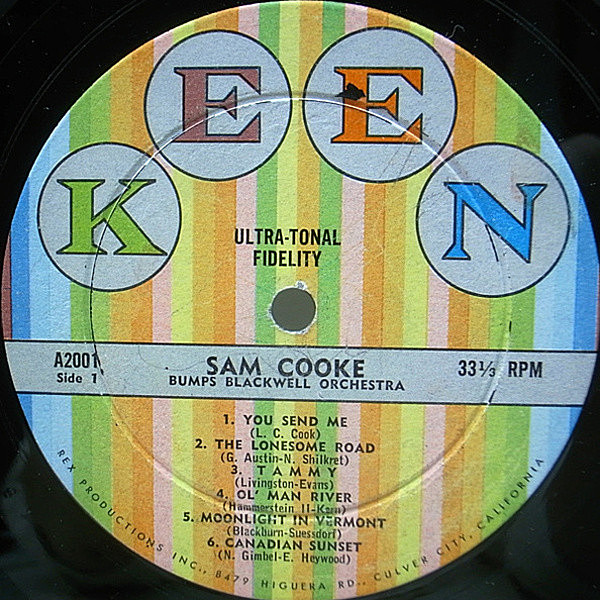 KEEN
ULTRA-TONAL
FIDELITY
A2001 SAM COOKE 33⅓ RPM
Side 1 BUMPS BLACKWELL ORCHESTRA
1. YOU SEND ME
(L. C. Cook)
2. THE LONESOME ROAD
(G. Austin-N. Shilkret)
3. TAMMY
(Livingston-Evans)
4. OL' MAN RIVER
(Hammerstein II-Kern)
5. MOONLIGHT IN VERMONT
(Blackburn-Suessdorf)
6. CANADIAN SUNSET
(N. Gimbel-E. Heywood)
REX PRODUCTIONS INC., 8479 HIGUERA RD., CULVER CITY, CALIFORNIA